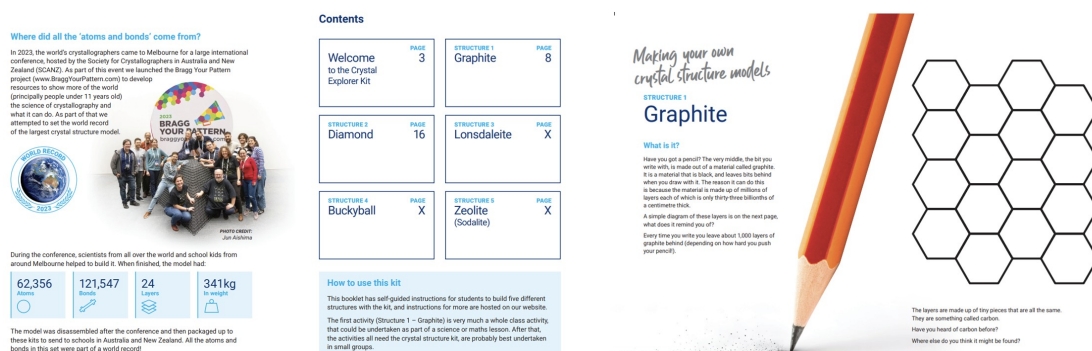 Where did all the 'atoms and bonds' come from?
In 2023, the world's crystallographers came to Melbourne for a large international
conference, hosted by the Society for Crystallographers in Australia and New
Zealand (SCANZ). As part of this event we launched the Bragg Your Pattern
project (www.BraggYourPattern.com) to develop
resources to show more of the world
(principally people under 11 years old)
the science of crystallography and
what it can do. As part of that we
attempted to set the world record
of the largest crystal structure model.
2023
BRAGG
YOUR PATTERN
WORLD RECORD
2023
PHOTO CREDIT:
Jun Aishima
During the conference, scientists from all over the world and school kids from
around Melbourne helped to build it. When finished, the model had:
62,356
Atoms
121,547
Bonds
24
Layers
341kg
In weight
The model was disassembled after the conference and then packaged up to
these kits to send to schools in Australia and New Zealand. All the atoms and
bonds in this set were part of a world record!
Contents
PAGE
Welcome 3
to the Crystal
Explorer Kit
STRUCTURE 1 PAGE
Graphite 8
STRUCTURE 2 PAGE
Diamond 16
STRUCTURE 3 PAGE
Lonsdaleite X
STRUCTURE 4 PAGE
Buckyball X
STRUCTURE 5 PAGE
Zeolite X
(Sodalite)
How to use this kit
This booklet has self-guided instructions for students to build five different
structures with the kit, and instructions for more are hosted on our website.
The first activity (Structure 1 – Graphite) is very much a whole class activity,
that could be undertaken as part of a science or maths lesson. After that,
the activities all need the crystal structure kit, are probably best undertaken
in small groups.
Making your own
crystal structure models
STRUCTURE 1
Graphite
What is it?
Have you got a pencil? The very middle, the bit you
write with, is made out of a material called graphite.
It is a material that is black, and leaves bits behind
when you draw with it. The reason it can do this
is because the material is made up of millions of
layers each of which is only thirty-three billionths of
a centimetre thick.
A simple diagram of these layers is on the next page,
what does it remind you of?
Every time you write you leave about 1,000 layers of
graphite behind (depending on how hard you push
your pencil!).
The layers are made up of tiny pieces that are all the same.
They are something called carbon.
Have you heard of carbon before?
Where else do you think it might be found?